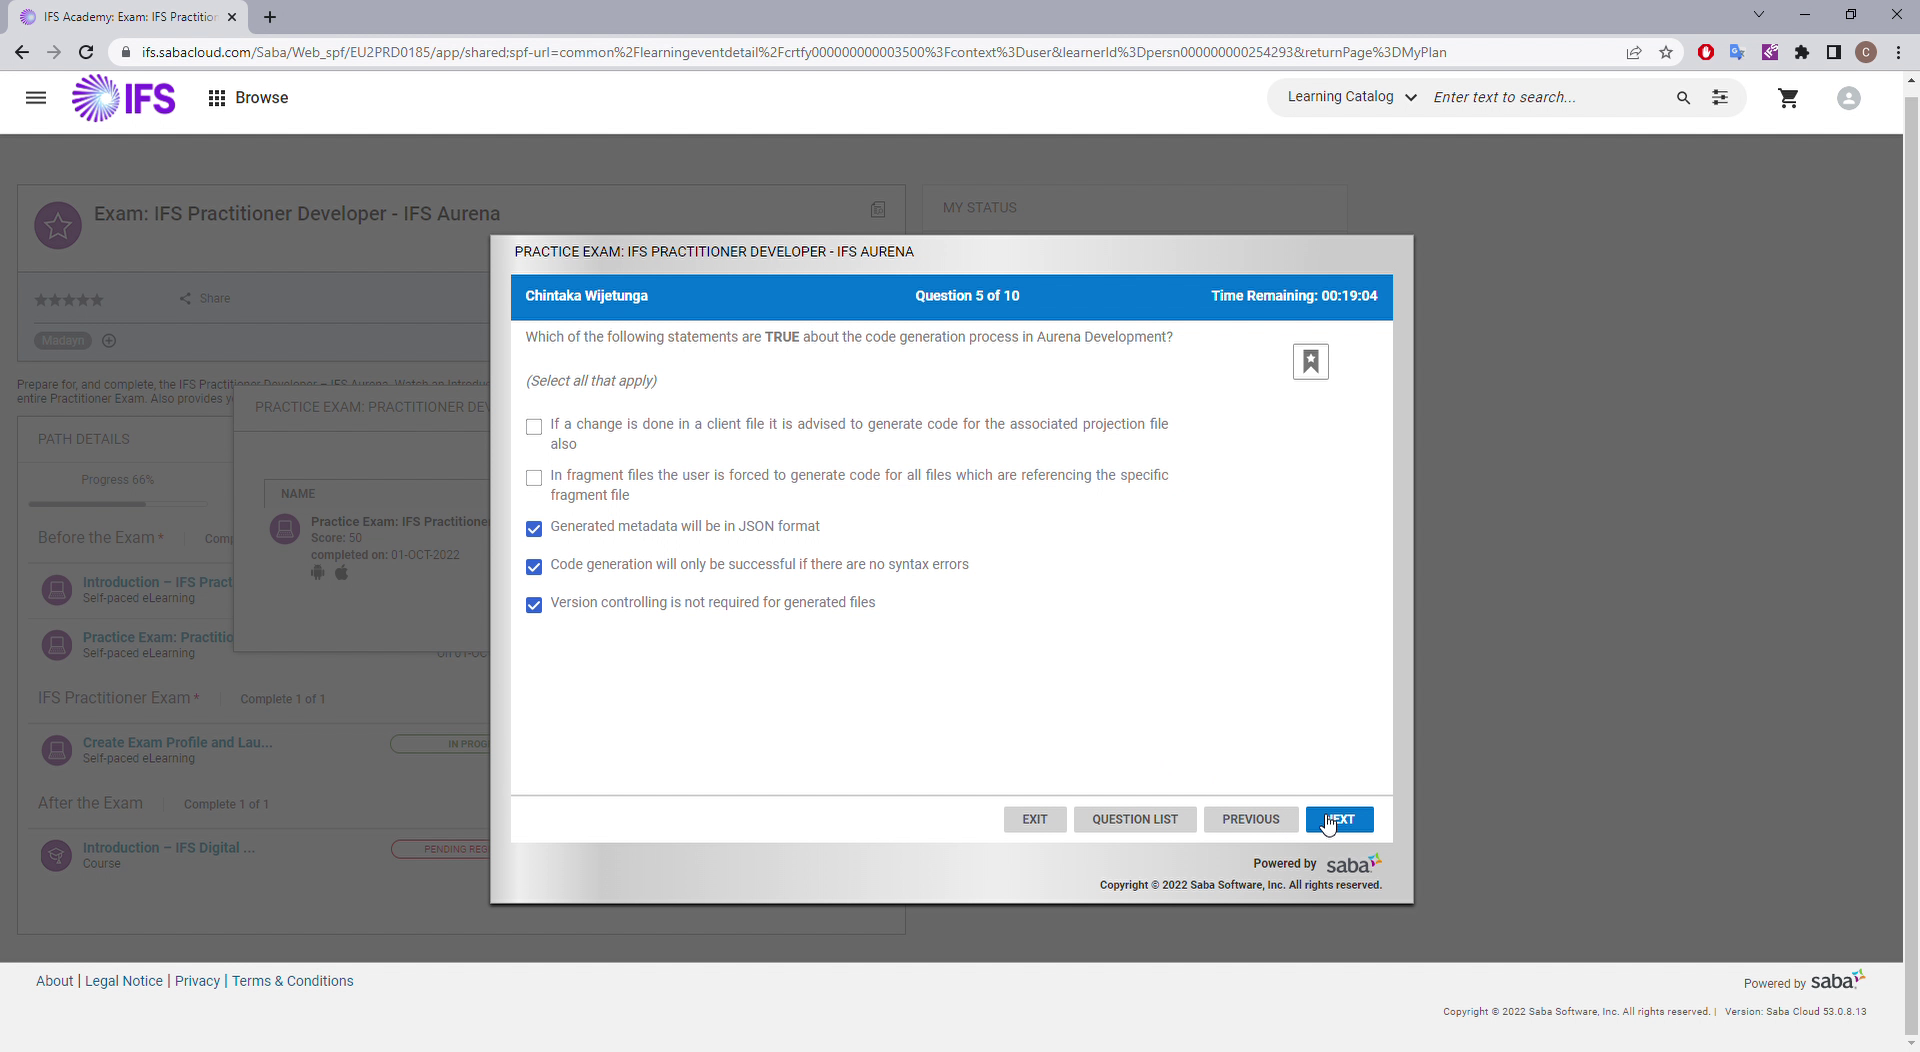 IFS Academy: Exam: IFS Practition
ifs.sabacloud.com/Saba/Web_spf/EU2PRD0185/app/shared;spf-url=common%2Flearningeventdetail%2Fcrtfy000000000003500%3Fcontext%3Duser&learnerId%3Dpersn000000000254293&returnPage%3DMyPlan
C
IFS
Browse
Learning Catalog
Enter text to search...
Exam: IFS Practitioner Developer - IFS Aurena
MY STATUS
Share
Madayn
Prepare for, and complete, the IFS Practitioner Developer – IFS Aurena. Watch an Introdu
entire Practitioner Exam. Also provides y
PRACTICE EXAM: PRACTITIONER DEV
PATH DETAILS
Progress 66%
NAME
Practice Exam: IFS Practitione
Score: 50
completed on: 01-OCT-2022
Before the Exam *
Comp
Introduction – IFS Pract
Self-paced eLearning
Practice Exam: Practitio
Self-paced eLearning
on 01-OC
IFS Practitioner Exam *
Complete 1 of 1
Create Exam Profile and Lau...
Self-paced eLearning
IN PROG
After the Exam
Complete 1 of 1
Introduction – IFS Digital ...
Course
PENDING REG
PRACTICE EXAM: IFS PRACTITIONER DEVELOPER - IFS AURENA
Chintaka Wijetunga
Question 5 of 10
Time Remaining: 00:19:04
Which of the following statements are TRUE about the code generation process in Aurena Development?
(Select all that apply)
If a change is done in a client file it is advised to generate code for the associated projection file
also
In fragment files the user is forced to generate code for all files which are referencing the specific
fragment file
Generated metadata will be in JSON format
Code generation will only be successful if there are no syntax errors
Version controlling is not required for generated files
EXIT
QUESTION LIST
PREVIOUS
NEXT
Powered by saba
Copyright © 2022 Saba Software, Inc. All rights reserved.
About | Legal Notice | Privacy | Terms & Conditions
Powered by saba
Copyright © 2022 Saba Software, Inc. All rights reserved. | Version: Saba Cloud 53.0.8.13